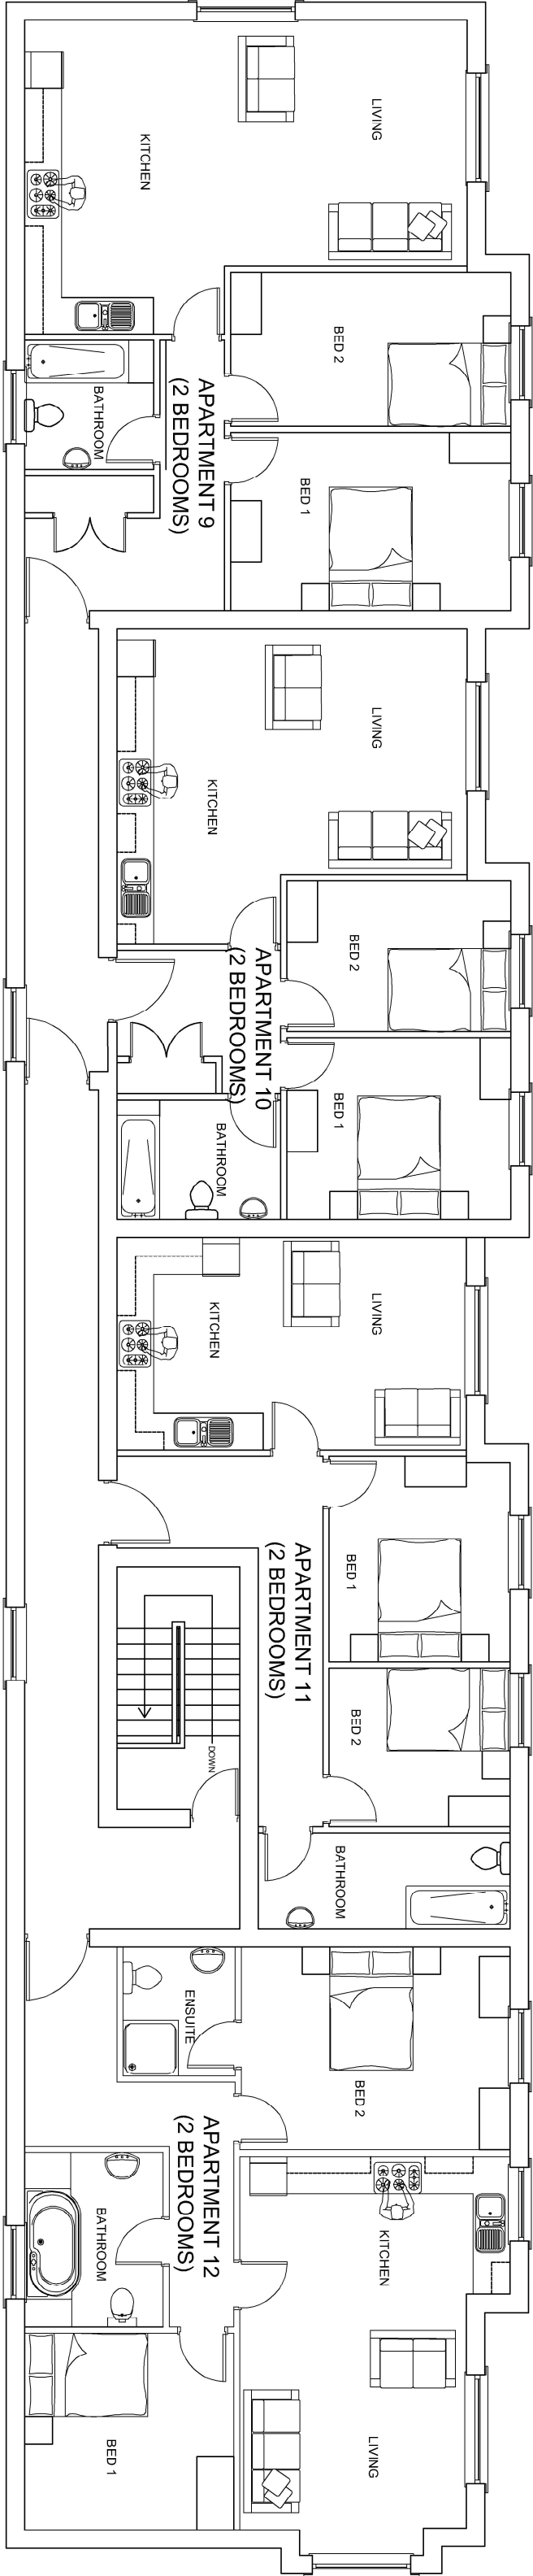 LIVING
KITCHEN
BED 2
BATHROOM
APARTMENT 9
(2 BEDROOMS)
BED 1
LIVING
KITCHEN
BED 2
APARTMENT 10
(2 BEDROOMS)
BED 1
BATHROOM
LIVING
KITCHEN
BED 1
APARTMENT 11
(2 BEDROOMS)
BED 2
DOWN
BATHROOM
ENSUITE
BED 2
APARTMENT 12
(2 BEDROOMS)
BATHROOM
KITCHEN
LIVING
BED 1